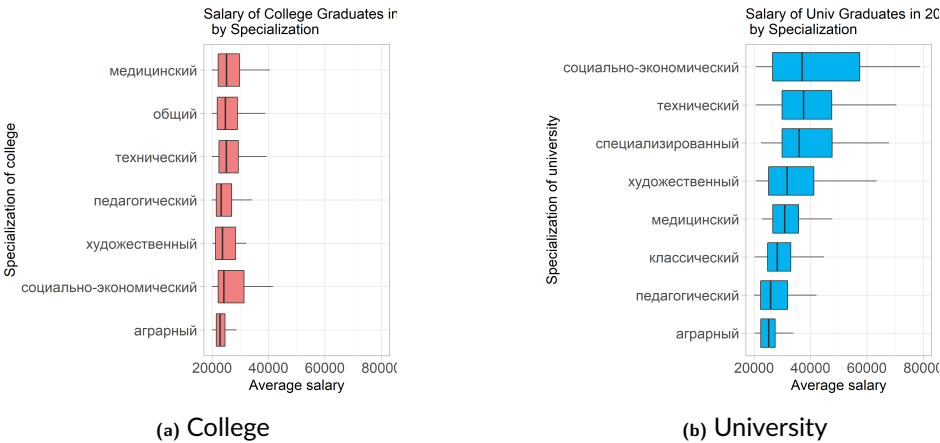 Salary of College Graduates in
by Specialization
Specialization of college
медицинский
общий
технический
педагогический
художественный
социально-экономический
аграрный
20000 40000 60000 80000
Average salary
(a) College
Salary of Univ Graduates in 20
by Specialization
Specialization of university
социально-экономический
технический
специализированный
художественный
медицинский
классический
педагогический
аграрный
20000 40000 60000 80000
Average salary
(b) University